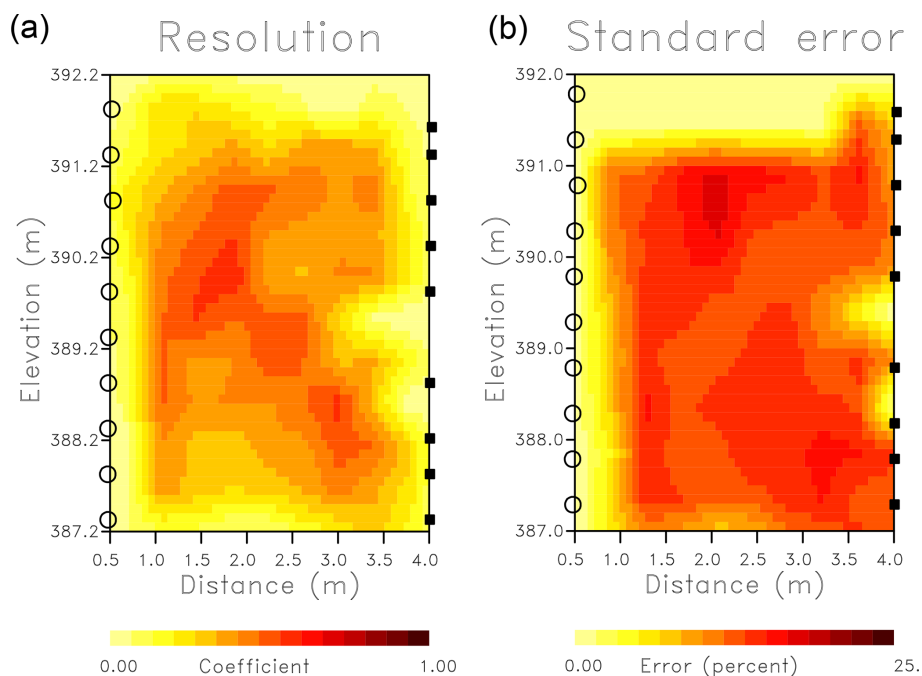 (a) Resolution
(b) Standard error
392.2
391.2
390.2
389.2
388.2
387.2
Elevation (m)
0.5 1.0 1.5 2.0 2.5 3.0 3.5 4.0
Distance (m)
0.00 Coefficient 1.00
392.0
391.0
390.0
389.0
388.0
387.0
Elevation (m)
0.5 1.0 1.5 2.0 2.5 3.0 3.5 4.0
Distance (m)
0.00 Error (percent) 25.